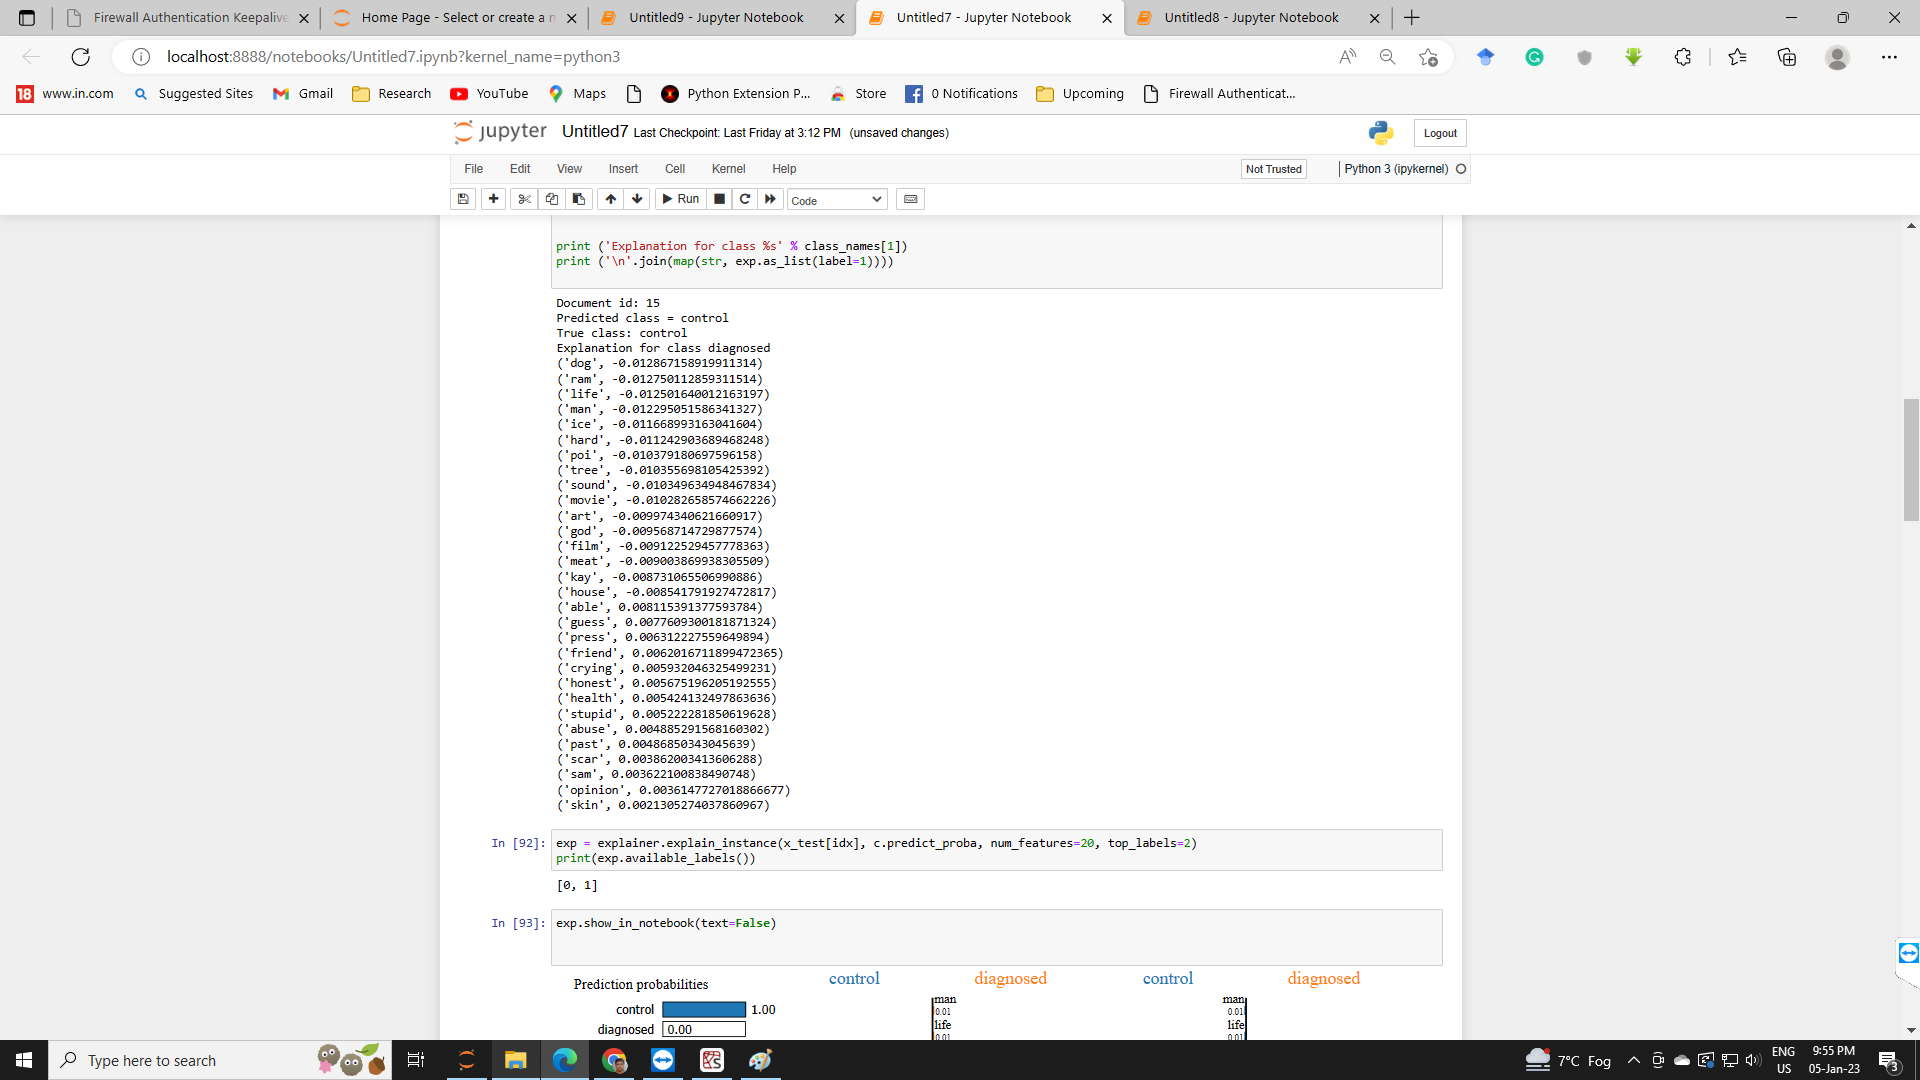 Firewall Authentication Keepalive
Home Page - Select or create a n
Untitled9 - Jupyter Notebook
Untitled7 - Jupyter Notebook
Untitled8 - Jupyter Notebook
localhost:8888/notebooks/Untitled7.ipynb?kernel_name=python3
18 www.in.com
Suggested Sites
Gmail
Research
YouTube
Maps
Python Extension P...
Store
0 Notifications
Upcoming
Firewall Authenticat...
jupyter Untitled7 Last Checkpoint: Last Friday at 3:12 PM (unsaved changes)
Logout
File Edit View Insert Cell Kernel Help
Not Trusted
Python 3 (ipykernel)
Run
Code
print ('Explanation for class %s' % class_names[1])
print ('\n'.join(map(str, exp.as_list(label=1))))
Document id: 15
Predicted class = control
True class: control
Explanation for class diagnosed
('dog', -0.012867158919911314)
('ram', -0.012750112859311514)
('life', -0.012501640012163197)
('man', -0.012295051586341327)
('ice', -0.011668993163041604)
('hard', -0.011242903689468248)
('poi', -0.010379180697596158)
('tree', -0.010355698105425392)
('sound', -0.010349634948467834)
('movie', -0.010282658574662226)
('art', -0.009974340621660917)
('god', -0.009568714729877574)
('film', -0.009122529457778363)
('meat', -0.009003869938305509)
('kay', -0.008731065506990886)
('house', -0.008541791927472817)
('able', 0.008115391377593784)
('guess', 0.0077609300181871324)
('press', 0.006312227559649894)
('friend', 0.0062016711899472365)
('crying', 0.005932046325499231)
('honest', 0.005675196205192555)
('health', 0.005424132497863636)
('stupid', 0.005222281850619628)
('abuse', 0.004885291568160302)
('past', 0.00486850343045639)
('scar', 0.003862003413606288)
('sam', 0.003622100838490748)
('opinion', 0.0036147727018866677)
('skin', 0.0021305274037860967)
In [92]: exp = explainer.explain_instance(x_test[idx], c.predict_proba, num_features=20, top_labels=2)
print(exp.available_labels())
[0, 1]
In [93]: exp.show_in_notebook(text=False)
Prediction probabilities
control 1.00
diagnosed 0.00
control diagnosed
man
0.01
life
0.01
control diagnosed
man
0.01
life
0.01
Type here to search
7°C Fog
ENG
US
9:55 PM
05-Jan-23
3